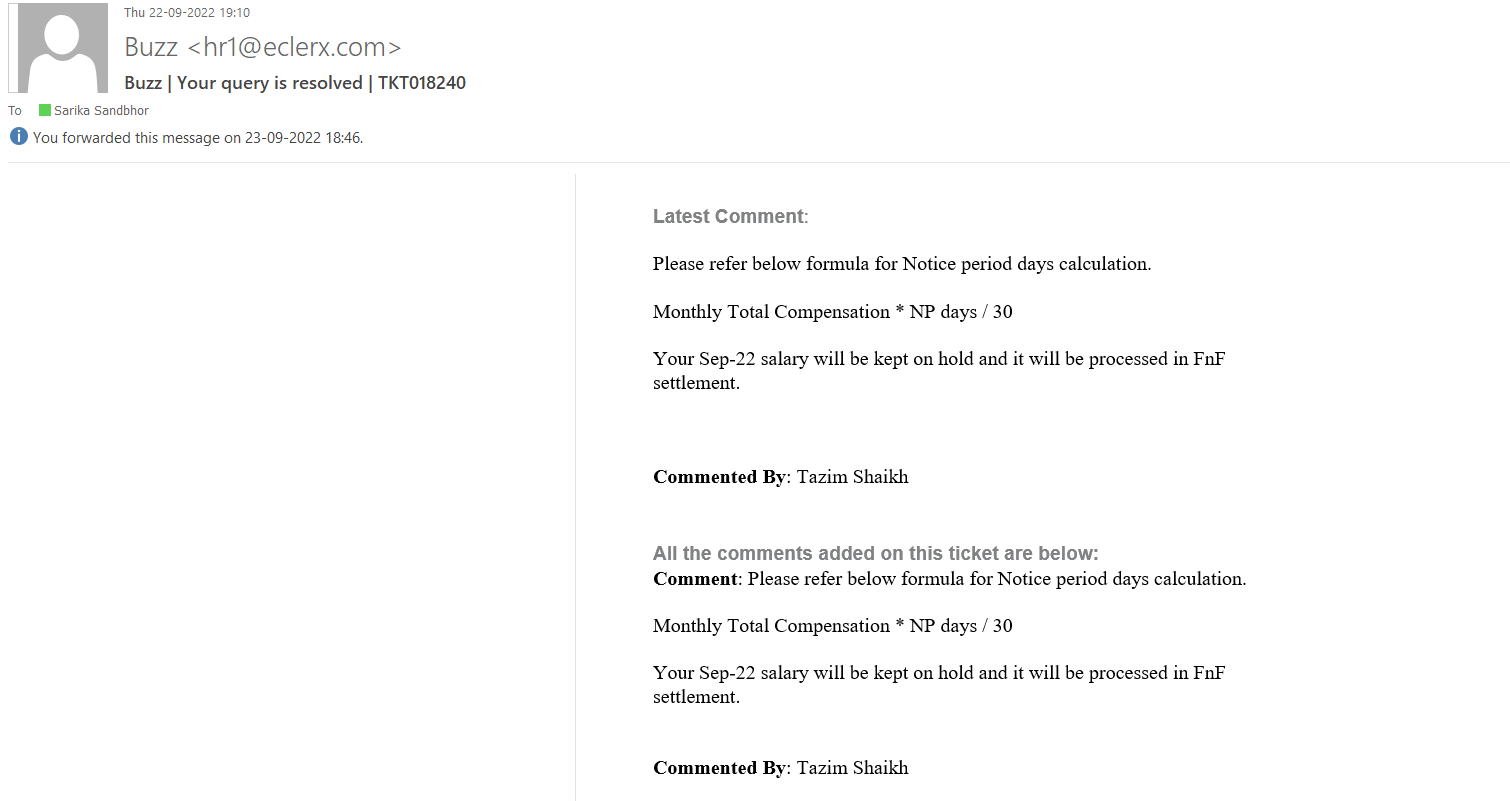 Thu 22-09-2022 19:10
Buzz <hr1@eclerx.com>
Buzz | Your query is resolved | TKT018240
To Sarika Sandbhor
i You forwarded this message on 23-09-2022 18:46.
Latest Comment:
Please refer below formula for Notice period days calculation.
Monthly Total Compensation * NP days / 30
Your Sep-22 salary will be kept on hold and it will be processed in FnF
settlement.
Commented By: Tazim Shaikh
All the comments added on this ticket are below:
Comment: Please refer below formula for Notice period days calculation.
Monthly Total Compensation * NP days / 30
Your Sep-22 salary will be kept on hold and it will be processed in FnF
settlement.
Commented By: Tazim Shaikh